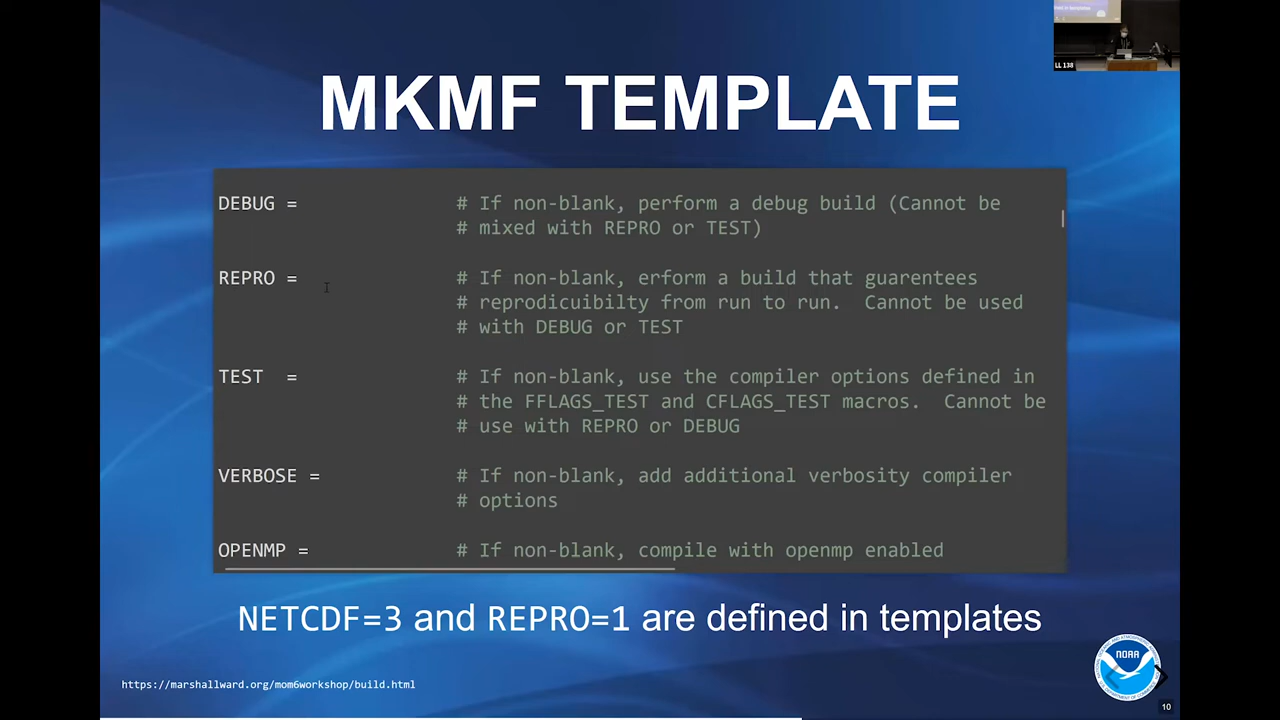 LL 138
MKMF TEMPLATE
DEBUG = # If non-blank, perform a debug build (Cannot be
# mixed with REPRO or TEST)
REPRO = # If non-blank, erform a build that guarentees
# reprodicuibilty from run to run. Cannot be used
# with DEBUG or TEST
TEST = # If non-blank, use the compiler options defined in
# the FFLAGS_TEST and CFLAGS_TEST macros. Cannot be
# use with REPRO or DEBUG
VERBOSE = # If non-blank, add additional verbosity compiler
# options
OPENMP = # If non-blank, compile with openmp enabled
NETCDF=3 and REPRO=1 are defined in templates
NOAA
https://marshallward.org/mom6workshop/build.html
10